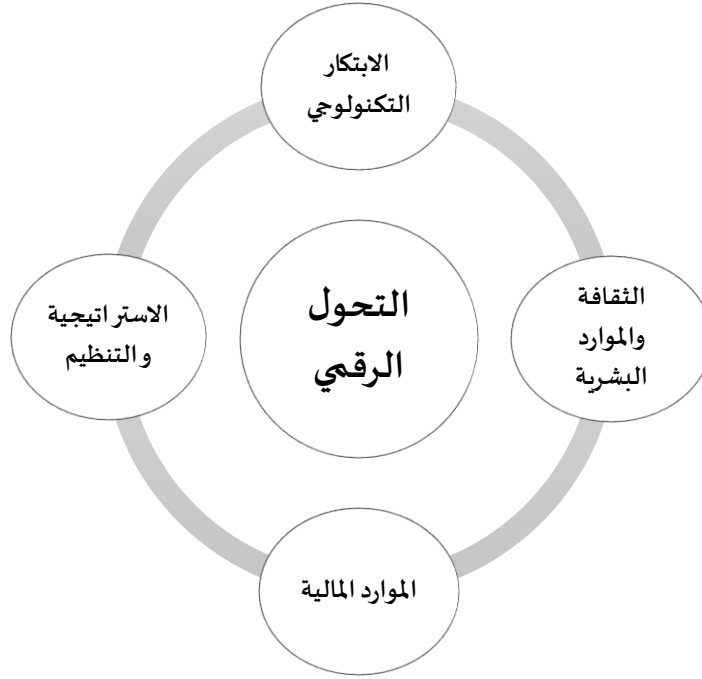 الابتكار
التكنولوجي
الثقافة
والموارد
البشرية
التحول
الرقمي
الاستراتيجية
والتنظيم
الموارد المالية